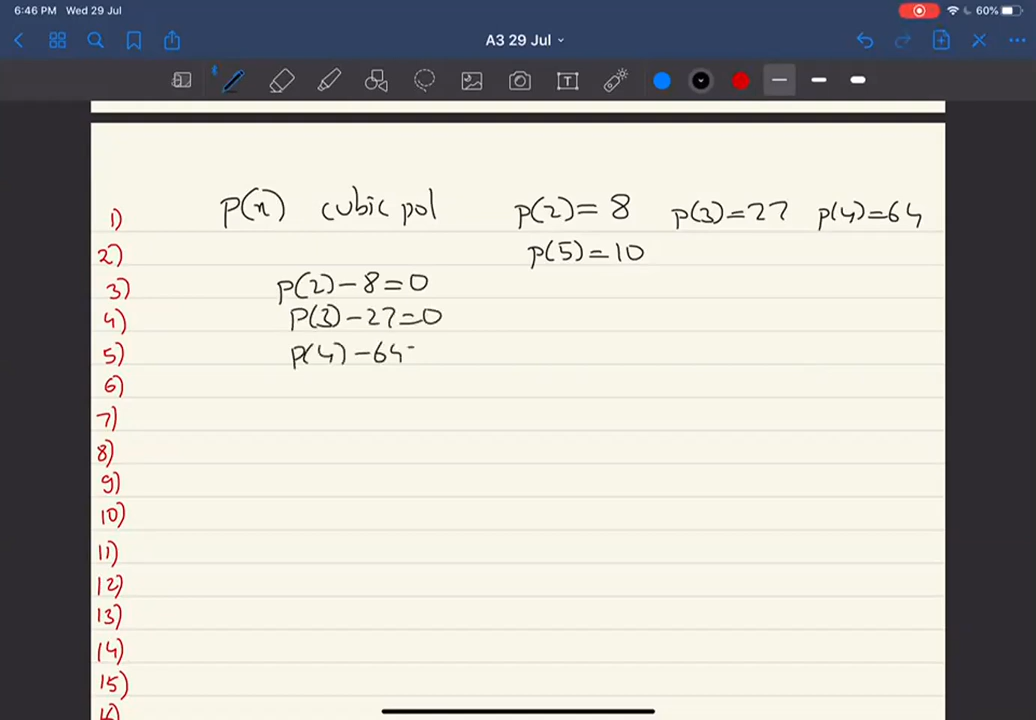 6:46 PM Wed 29 Jul 60%
A3 29 Jul
T
1) P(x) cubic pol p(2)=8 p(3)=27 p(4)=64
2) p(5)=10
3) p(2)-8=0
4) P(3)-27=0
5) p(4)-64-
6)
7)
8)
9)
10)
11)
12)
13)
14)
15)